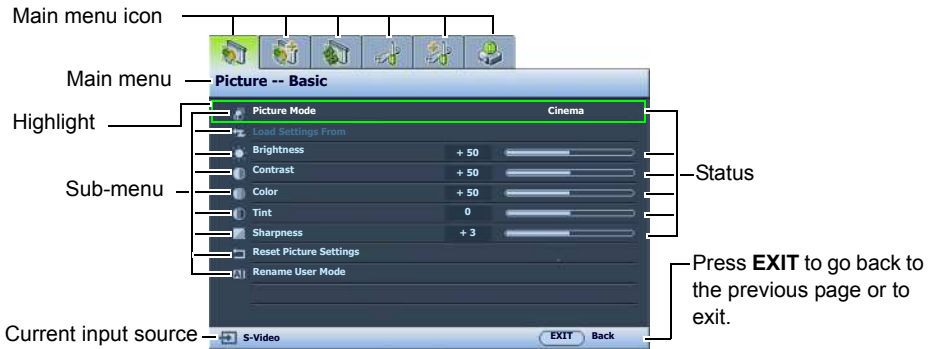 Main menu icon
Main menu
Picture -- Basic
Highlight
Picture Mode Cinema
Load Settings From
Brightness + 50
Contrast + 50
Status
Sub-menu
Color + 50
Tint 0
Sharpness + 3
Reset Picture Settings
Rename User Mode
Press EXIT to go back to
the previous page or to
exit.
Current input source
S-Video EXIT Back